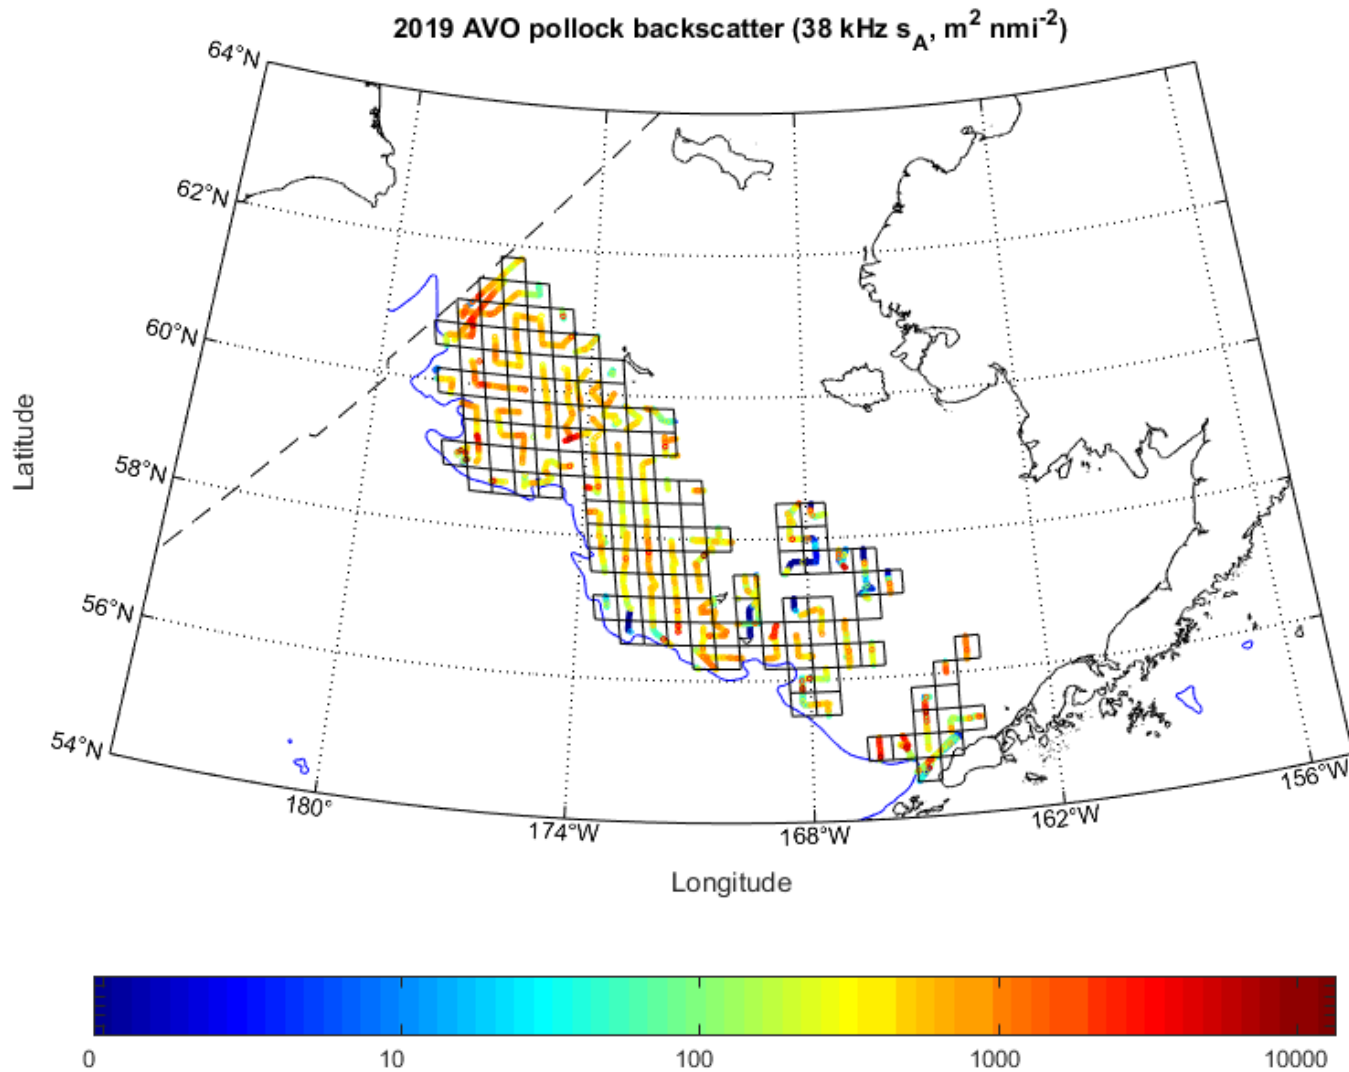 2019 AVO pollock backscatter (38 kHz s_A, m² nmi⁻²)
64°N
62°N
60°N
58°N
56°N
54°N
Latitude
180°
174°W
168°W
162°W
156°W
Longitude
0 10 100 1000 10000